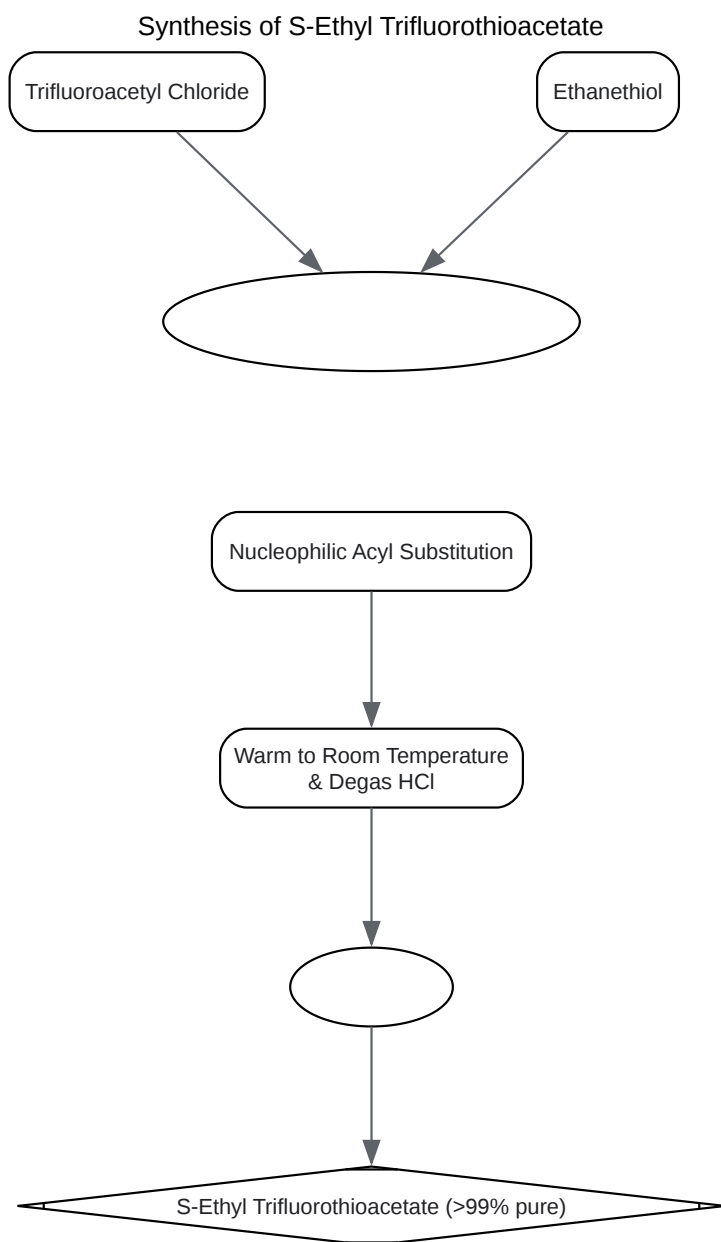 Synthesis of S-Ethyl Trifluorothioacetate
Trifluoroacetyl Chloride
Ethanethiol
Nucleophilic Acyl Substitution
Warm to Room Temperature
& Degas HCl
S-Ethyl Trifluorothioacetate (>99% pure)